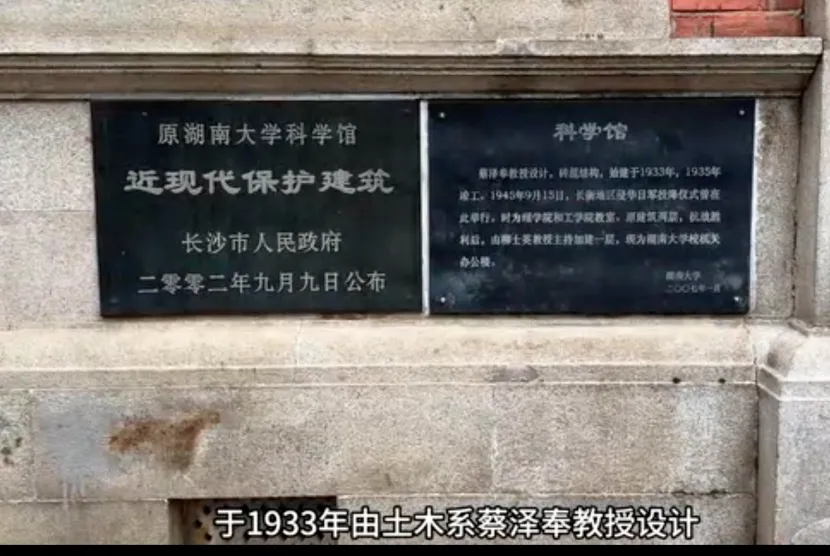 原湖南大学科学馆
近现代保护建筑
长沙市人民政府
二零零二年九月九日公布
科学馆
蔡泽奉教授设计，砖混结构，始建于1933年，1935年
竣工。1945年9月15日，长衡地区侵华日军投降仪式曾在
此举行，时为理学院和工学院教室。原建筑两层，抗战胜
利后，由柳士英教授主持加建一层，现为湖南大学校机关
办公楼。
湖南大学
二〇〇七年一月
于1933年由土木系蔡泽奉教授设计